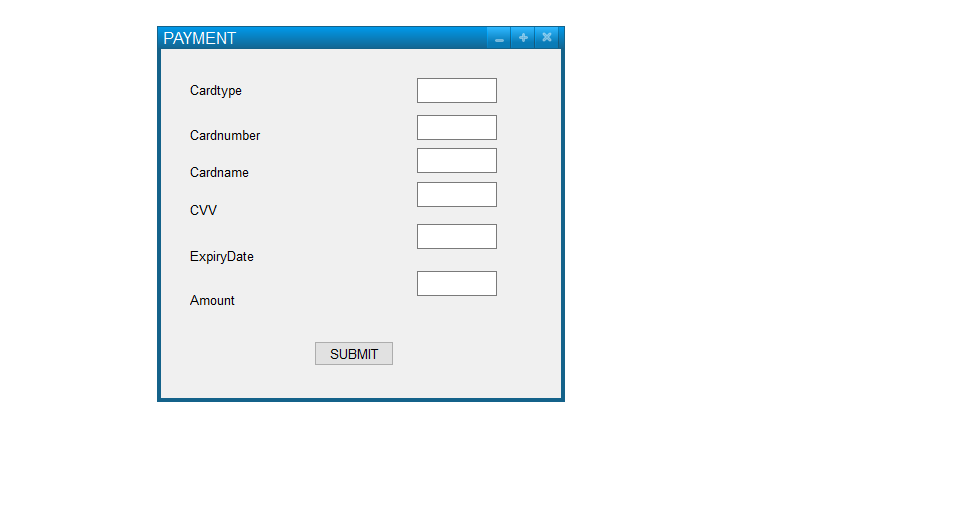 PAYMENT
Cardtype
Cardnumber
Cardname
CVV
ExpiryDate
Amount
SUBMIT